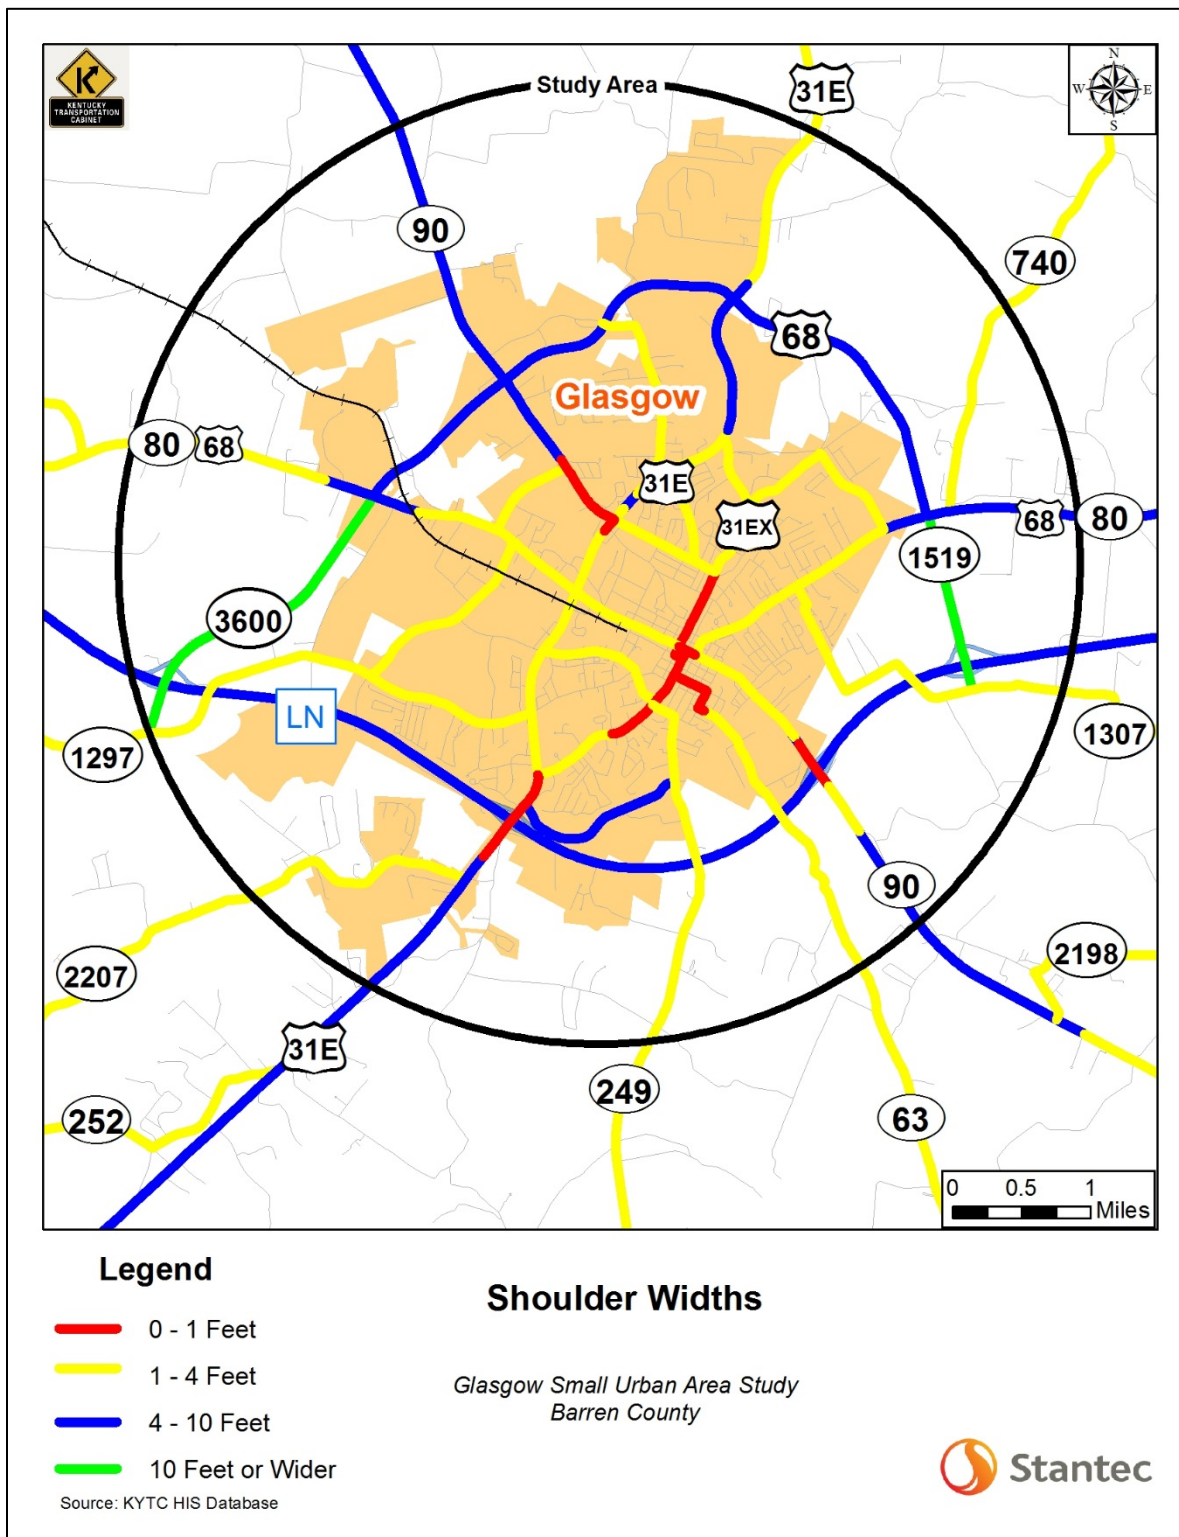 KENTUCKY
TRANSPORTATION
CABINET
Study Area
31E
N
W
E
S
90
740
68
Glasgow
80
68
31E
31EX
68
80
1519
3600
LN
1297
1307
90
2207
2198
31E
249
252
63
0 0.5 1
Miles
Legend
0 - 1 Feet
1 - 4 Feet
4 - 10 Feet
10 Feet or Wider
Source: KYTC HIS Database
Shoulder Widths
Glasgow Small Urban Area Study
Barren County
Stantec